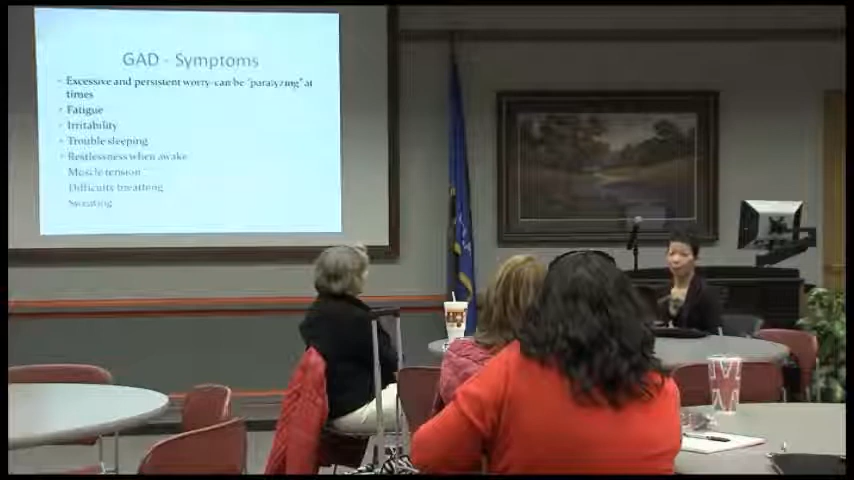 GAD - Symptoms
Excessive and persistent worry-can be "paralyzing" at
times
Fatigue
Irritability
Trouble sleeping
Restlessness when awake
Muscle tension
Difficulty breathing
Sweating